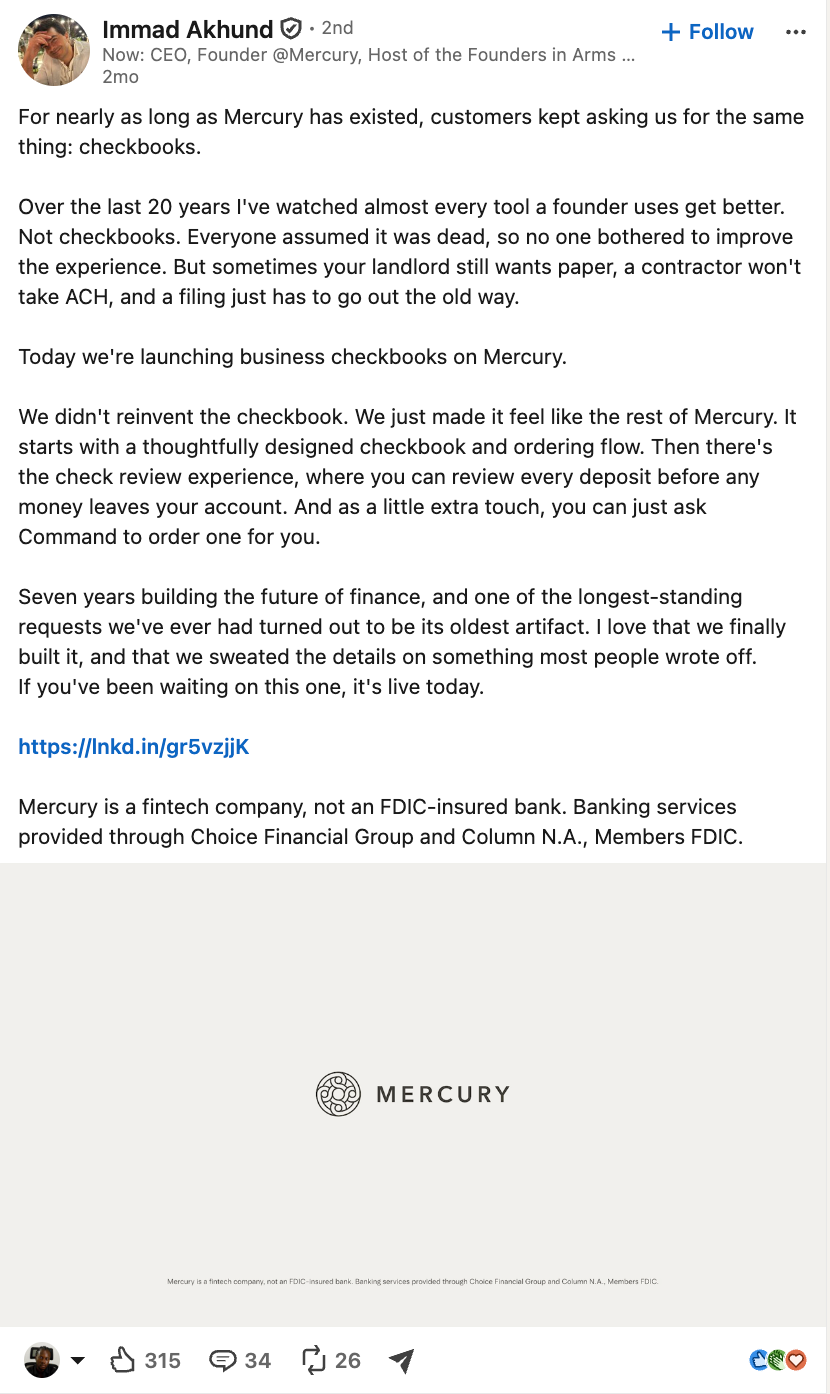 Immad Akhund · 2nd
+ Follow
Now: CEO, Founder @Mercury, Host of the Founders in Arms ...
2mo
For nearly as long as Mercury has existed, customers kept asking us for the same
thing: checkbooks.
Over the last 20 years I've watched almost every tool a founder uses get better.
Not checkbooks. Everyone assumed it was dead, so no one bothered to improve
the experience. But sometimes your landlord still wants paper, a contractor won't
take ACH, and a filing just has to go out the old way.
Today we're launching business checkbooks on Mercury.
We didn't reinvent the checkbook. We just made it feel like the rest of Mercury. It
starts with a thoughtfully designed checkbook and ordering flow. Then there's
the check review experience, where you can review every deposit before any
money leaves your account. And as a little extra touch, you can just ask
Command to order one for you.
Seven years building the future of finance, and one of the longest-standing
requests we've ever had turned out to be its oldest artifact. I love that we finally
built it, and that we sweated the details on something most people wrote off.
If you've been waiting on this one, it's live today.
https://lnkd.in/gr5vzjjK
Mercury is a fintech company, not an FDIC-insured bank. Banking services
provided through Choice Financial Group and Column N.A., Members FDIC.
MERCURY
Mercury is a fintech company, not an FDIC-insured bank. Banking services provided through Choice Financial Group and Column N.A., Members FDIC.
315
34
26